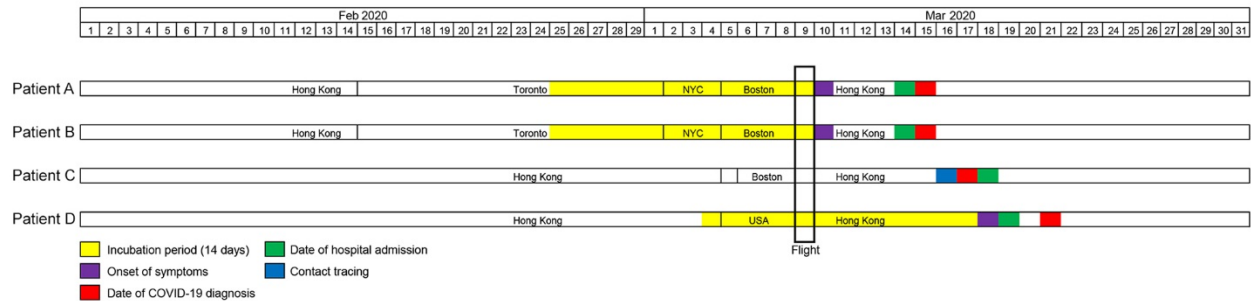 Feb 2020 Mar 2020
1 2 3 4 5 6 7 8 9 10 11 12 13 14 15 16 17 18 19 20 21 22 23 24 25 26 27 28 29 1 2 3 4 5 6 7 8 9 10 11 12 13 14 15 16 17 18 19 20 21 22 23 24 25 26 27 28 29 30 31
Patient A Hong Kong Toronto NYC Boston Hong Kong
Patient B Hong Kong Toronto NYC Boston Hong Kong
Patient C Hong Kong Boston Hong Kong
Patient D Hong Kong USA Hong Kong
Flight
Incubation period (14 days) Date of hospital admission
Onset of symptoms Contact tracing
Date of COVID-19 diagnosis